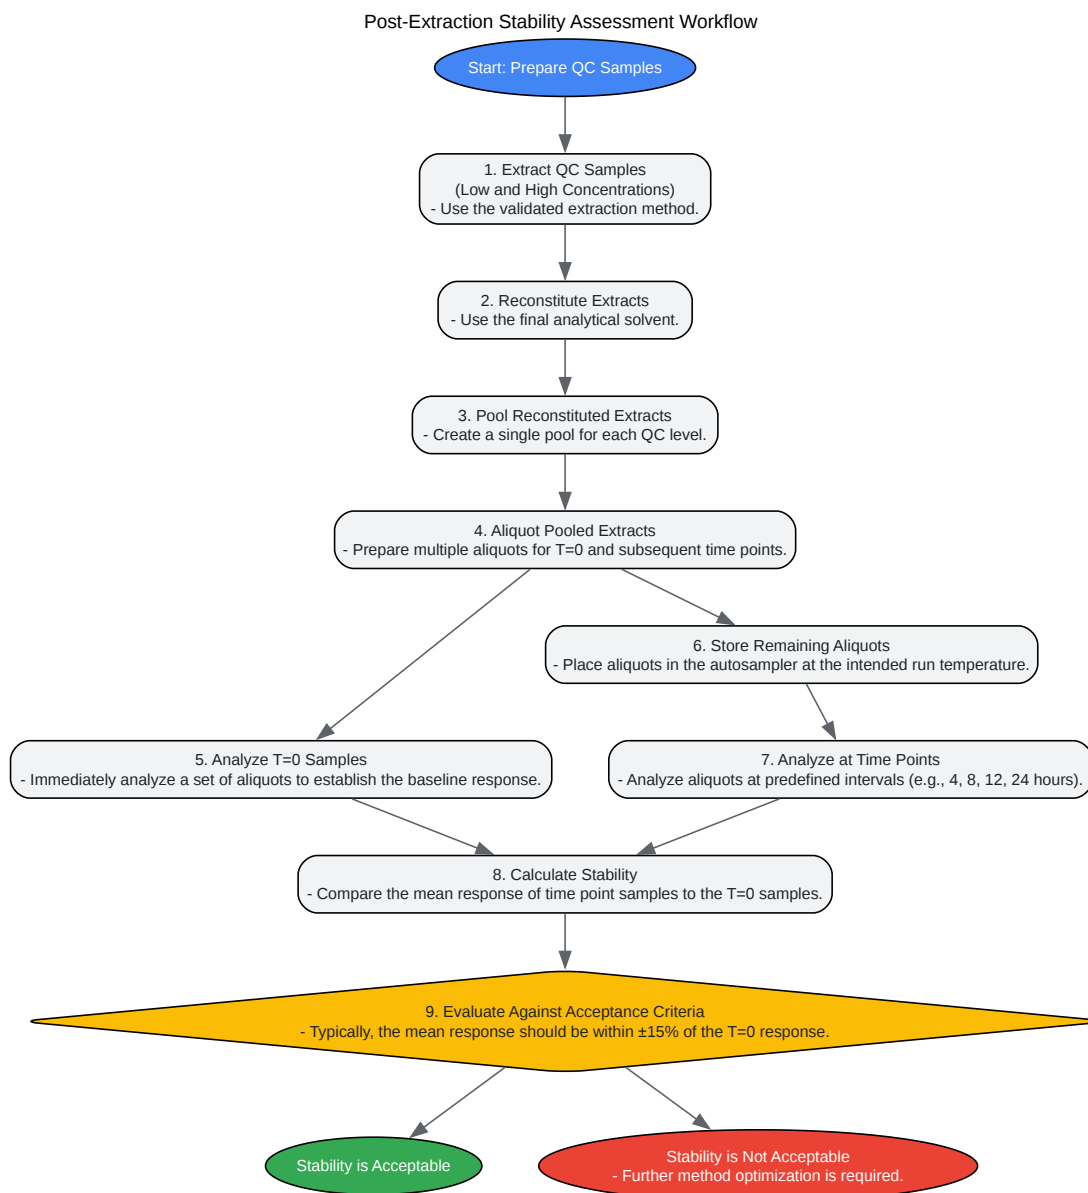 Post-Extraction Stability Assessment Workflow
Start: Prepare QC Samples
1. Extract QC Samples
(Low and High Concentrations)
- Use the validated extraction method.
2. Reconstitute Extracts
- Use the final analytical solvent.
3. Pool Reconstituted Extracts
- Create a single pool for each QC level.
4. Aliquot Pooled Extracts
- Prepare multiple aliquots for T=0 and subsequent time points.
5. Analyze T=0 Samples
- Immediately analyze a set of aliquots to establish the baseline response.
6. Store Remaining Aliquots
- Place aliquots in the autosampler at the intended run temperature.
7. Analyze at Time Points
- Analyze aliquots at predefined intervals (e.g., 4, 8, 12, 24 hours).
8. Calculate Stability
- Compare the mean response of time point samples to the T=0 samples.
9. Evaluate Against Acceptance Criteria
- Typically, the mean response should be within ±15% of the T=0 response.
Stability is Acceptable
Stability is Not Acceptable
- Further method optimization is required.